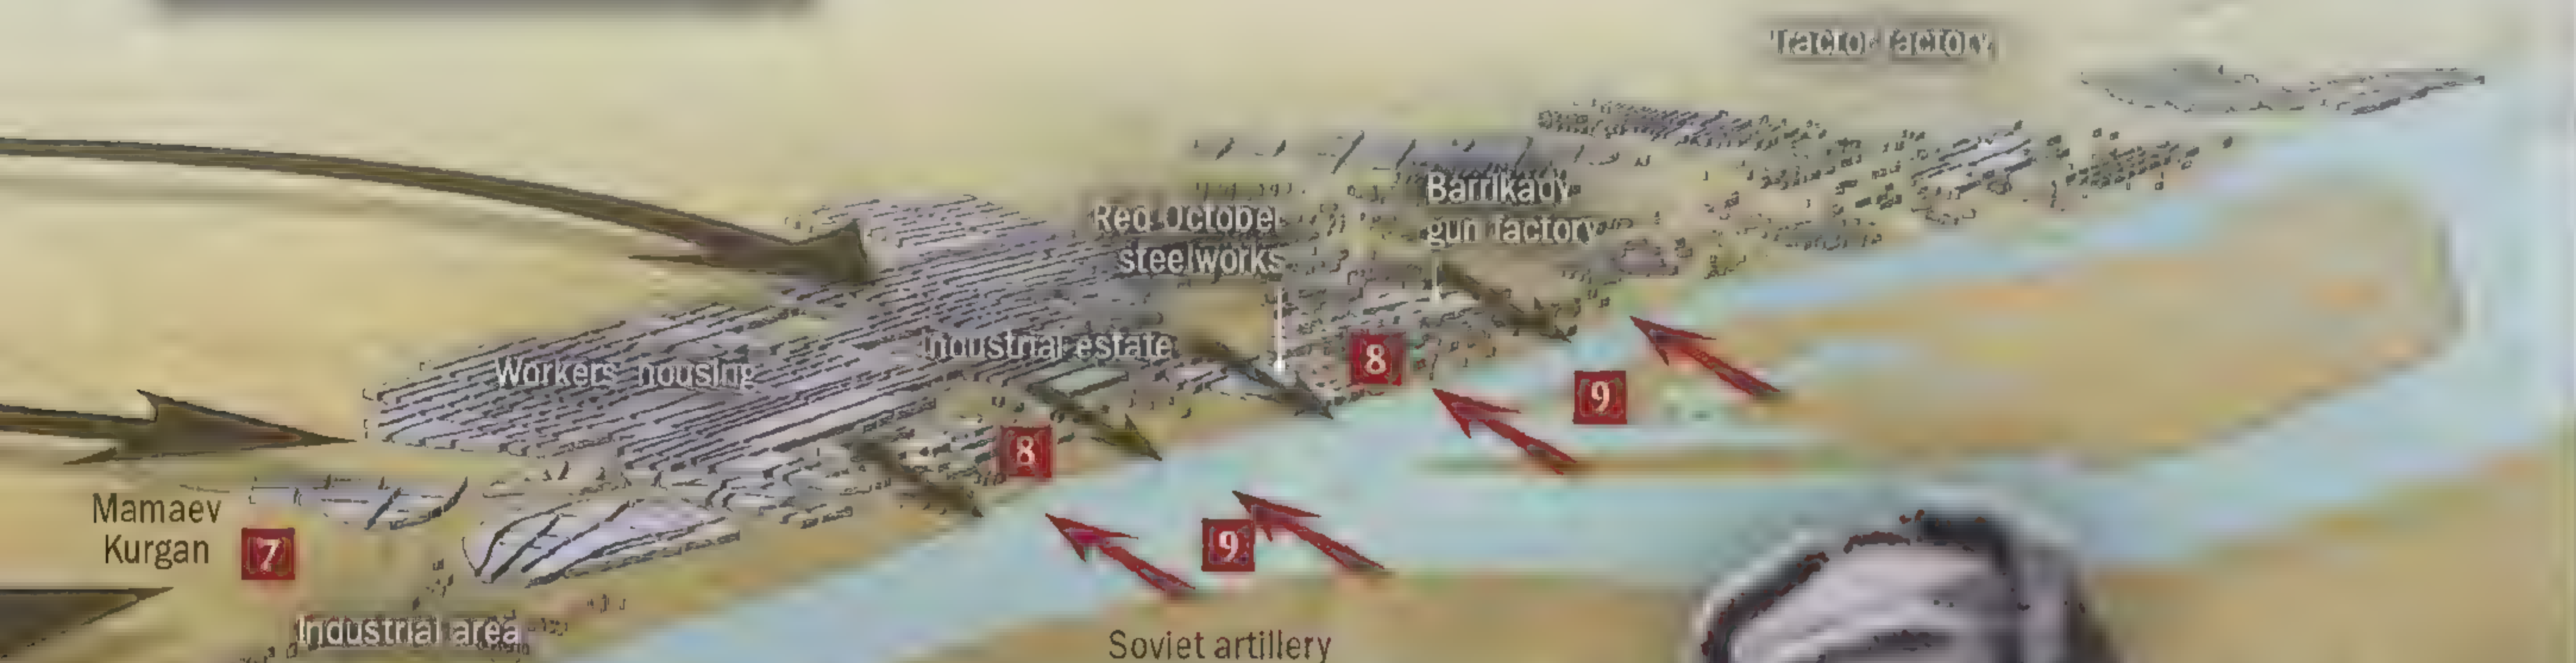 Tractor factory
Barrikady
gun factory
Red October
steelworks
Industrial estate
8
Workers' housing
9
8
Mamaev
Kurgan
7
9
Industrial area
Soviet artillery